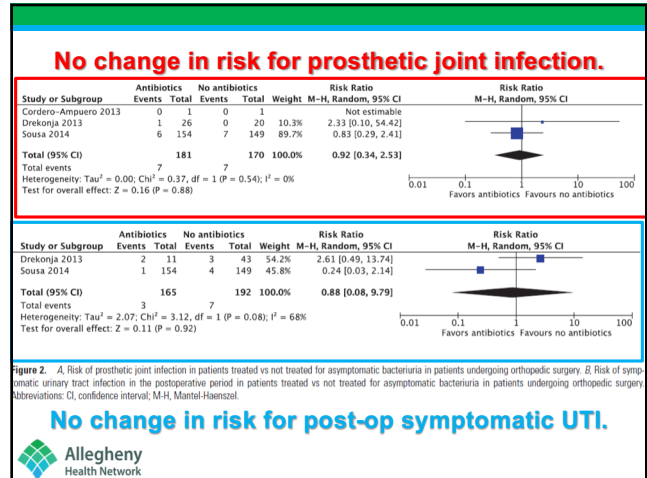 No change in risk for prosthetic joint infection.
Antibiotics No antibiotics Risk Ratio Risk Ratio
Study or Subgroup Events Total Events Total Weight M-H, Random, 95% CI M-H, Random, 95% CI
Cordero-Ampuero 2013 0 1 0 1 Not estimable
Drekonja 2013 1 26 0 20 10.3% 2.33 [0.10, 54.42]
Sousa 2014 6 154 7 149 89.7% 0.83 [0.29, 2.41]
Total (95% CI) 181 170 100.0% 0.92 [0.34, 2.53]
Total events 7 7
Heterogeneity: Tau² = 0.00; Chi² = 0.37, df = 1 (P = 0.54); I² = 0%
Test for overall effect: Z = 0.16 (P = 0.88)
0.01 0.1 1 10 100
Favors antibiotics Favours no antibiotics
Antibiotics No antibiotics Risk Ratio Risk Ratio
Study or Subgroup Events Total Events Total Weight M-H, Random, 95% CI M-H, Random, 95% CI
Drekonja 2013 2 11 3 43 54.2% 2.61 [0.49, 13.74]
Sousa 2014 1 154 4 149 45.8% 0.24 [0.03, 2.14]
Total (95% CI) 165 192 100.0% 0.88 [0.08, 9.79]
Total events 3 7
Heterogeneity: Tau² = 2.07; Chi² = 3.12, df = 1 (P = 0.08); I² = 68%
Test for overall effect: Z = 0.11 (P = 0.92)
0.01 0.1 1 10 100
Favors antibiotics Favours no antibiotics
Figure 2. A, Risk of prosthetic joint infection in patients treated vs not treated for asymptomatic bacteriuria in patients undergoing orthopedic surgery. B, Risk of symp-
tomatic urinary tract infection in the postoperative period in patients treated vs not treated for asymptomatic bacteriuria in patients undergoing orthopedic surgery.
Abbreviations: CI, confidence interval; M-H, Mantel-Haenszel.
No change in risk for post-op symptomatic UTI.
Allegheny
Health Network